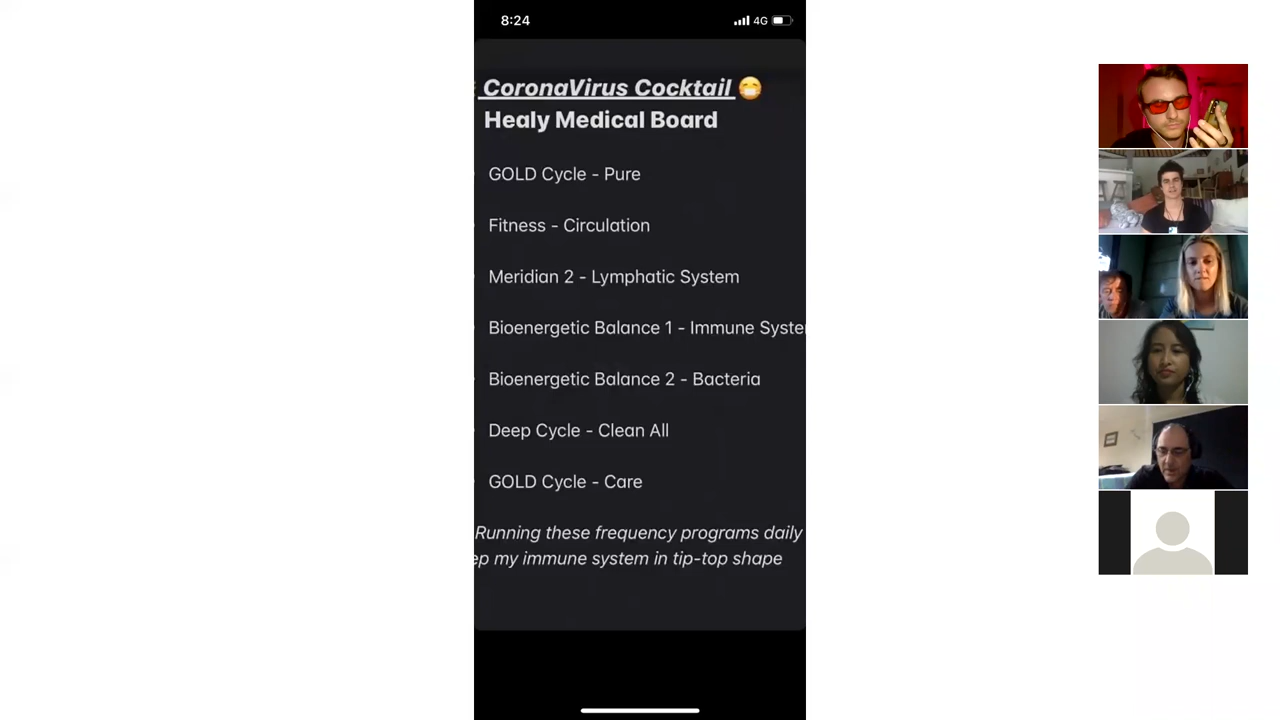 8:24
4G
CoronaVirus Cocktail 😷
Healy Medical Board
GOLD Cycle - Pure
Fitness - Circulation
Meridian 2 - Lymphatic System
Bioenergetic Balance 1 - Immune Syste
Bioenergetic Balance 2 - Bacteria
Deep Cycle - Clean All
GOLD Cycle - Care
Running these frequency programs daily
ep my immune system in tip-top shape